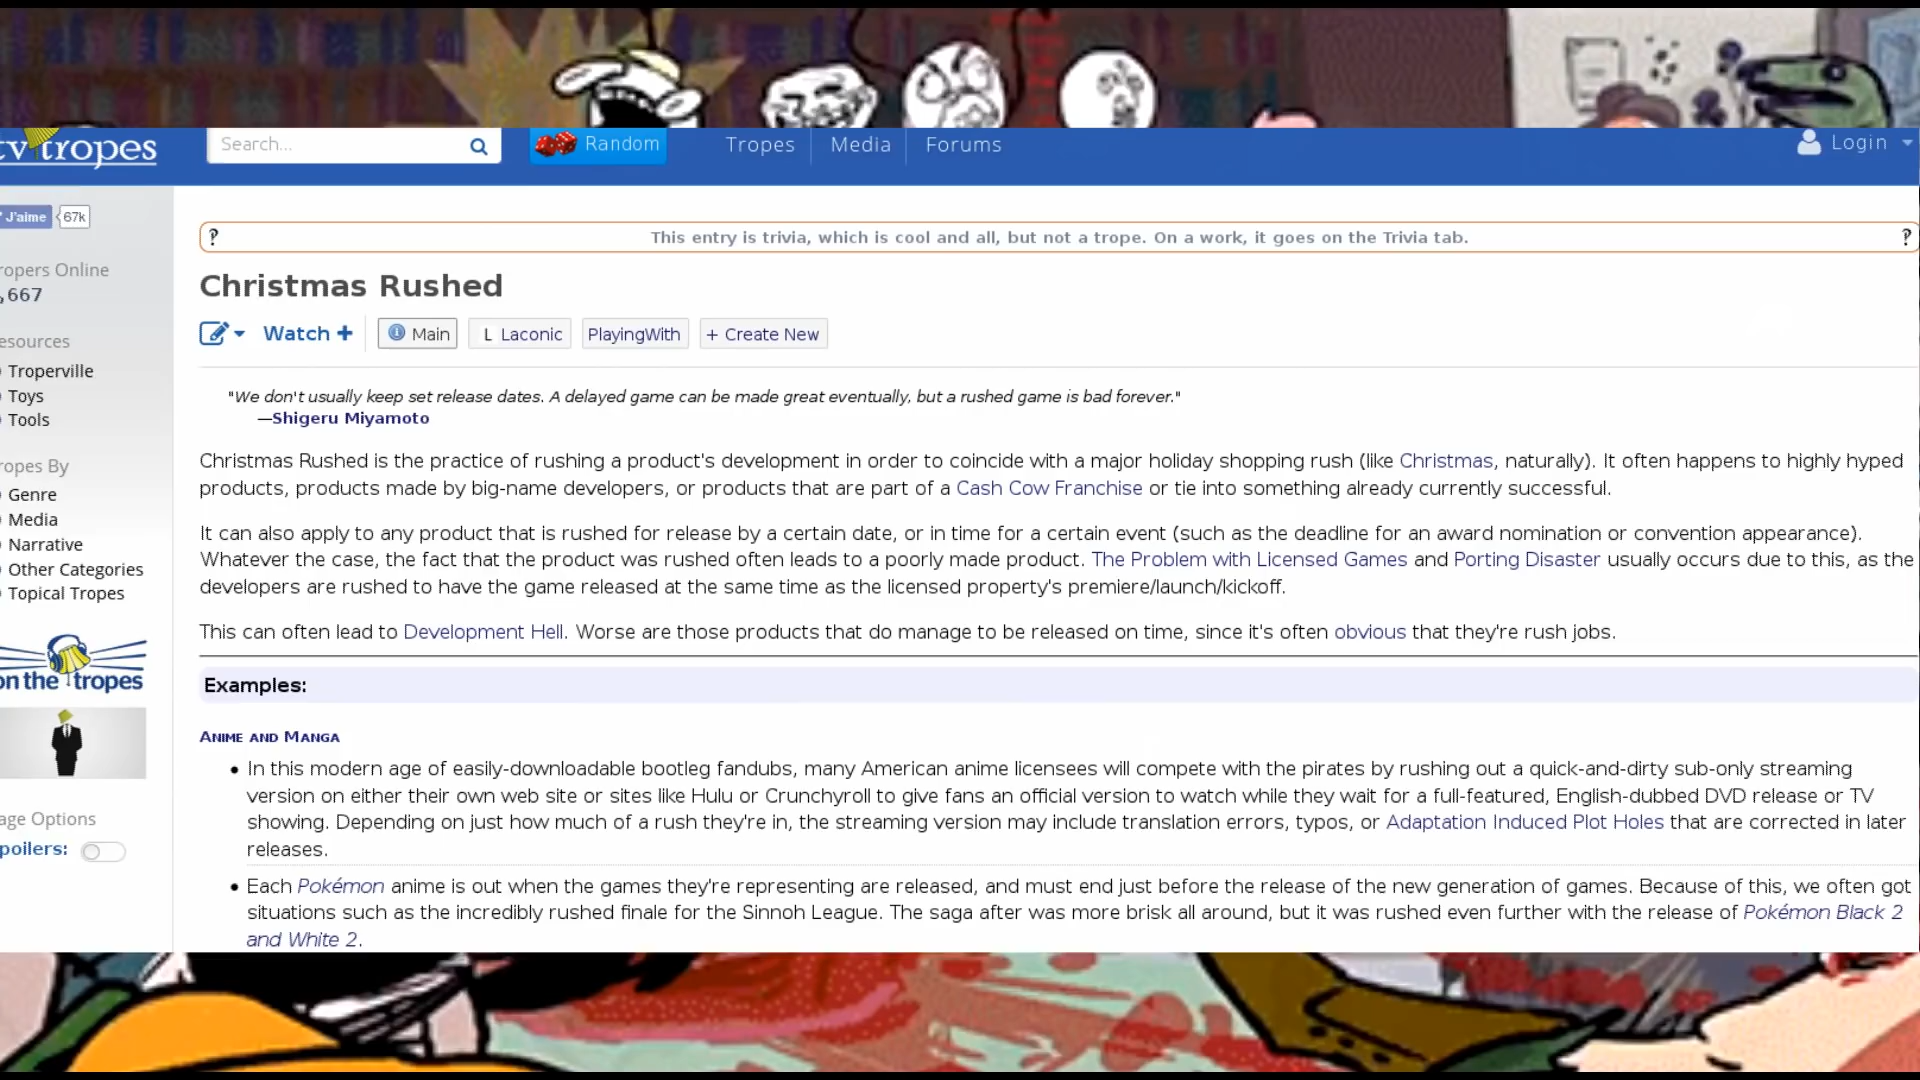 tv tropes
Search...
Random
Tropes
Media
Forums
Login
J'aime
67k
? This entry is trivia, which is cool and all, but not a trope. On a work, it goes on the Trivia tab. ?
Christmas Rushed
Watch +
Main
L Laconic
PlayingWith
+ Create New
"We don't usually keep set release dates. A delayed game can be made great eventually, but a rushed game is bad forever."
—Shigeru Miyamoto
Christmas Rushed is the practice of rushing a product's development in order to coincide with a major holiday shopping rush (like Christmas, naturally). It often happens to highly hyped
products, products made by big-name developers, or products that are part of a Cash Cow Franchise or tie into something already currently successful.
It can also apply to any product that is rushed for release by a certain date, or in time for a certain event (such as the deadline for an award nomination or convention appearance).
Whatever the case, the fact that the product was rushed often leads to a poorly made product. The Problem with Licensed Games and Porting Disaster usually occurs due to this, as the
developers are rushed to have the game released at the same time as the licensed property's premiere/launch/kickoff.
This can often lead to Development Hell. Worse are those products that do manage to be released on time, since it's often obvious that they're rush jobs.
Examples:
Anime and Manga
• In this modern age of easily-downloadable bootleg fandubs, many American anime licensees will compete with the pirates by rushing out a quick-and-dirty sub-only streaming
version on either their own web site or sites like Hulu or Crunchyroll to give fans an official version to watch while they wait for a full-featured, English-dubbed DVD release or TV
showing. Depending on just how much of a rush they're in, the streaming version may include translation errors, typos, or Adaptation Induced Plot Holes that are corrected in later
releases.
• Each Pokémon anime is out when the games they're representing are released, and must end just before the release of the new generation of games. Because of this, we often got
situations such as the incredibly rushed finale for the Sinnoh League. The saga after was more brisk all around, but it was rushed even further with the release of Pokémon Black 2
and White 2.
ropers Online
667
esources
Troperville
Toys
Tools
ropes By
Genre
Media
Narrative
Other Categories
Topical Tropes
on the tropes
age Options
poilers: